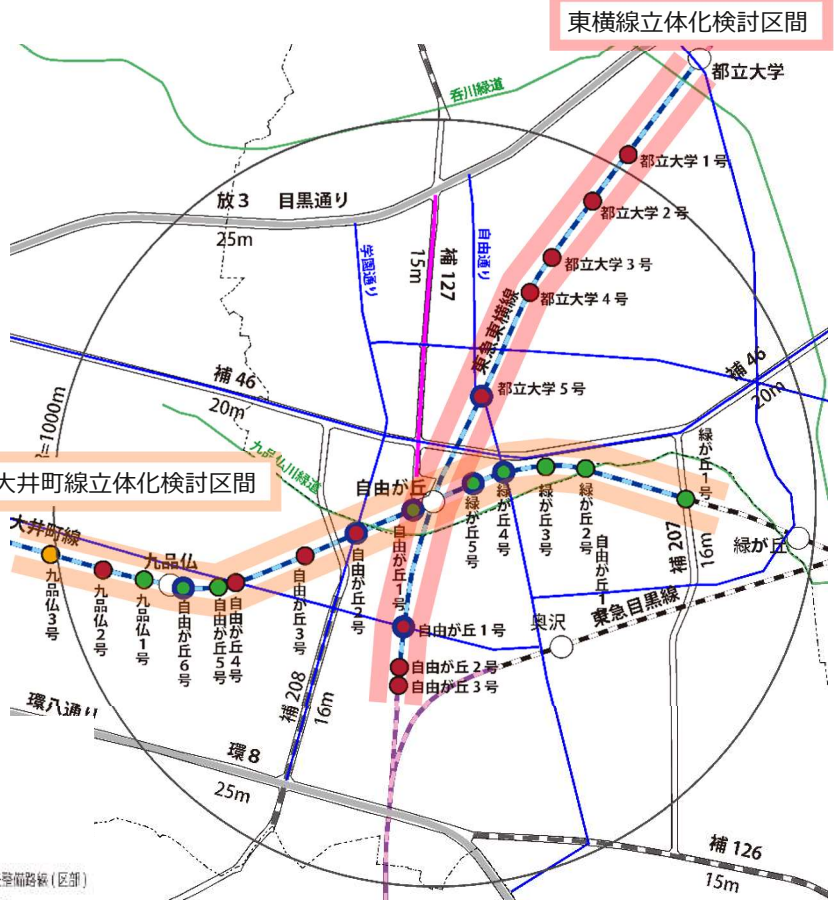 東横線立体化検討区間
都立大学
呑川緑道
都立大学1号
放3 目黒通り
25m
都立大学2号
学園通り
15m
補127
自由通り
都立大学3号
都立大学4号
東急東横線
補46
20m
都立大学5号
補46
20m
=1000m
九品仏川緑道
大井町線立体化検討区間
自由が丘
緑が丘1号
緑が丘5号
緑が丘4号
緑が丘3号
緑が丘2号
大井町線
九品仏
自由が丘1号
自由が丘2号
自由が丘3号
自由が丘4号
自由が丘5号
自由が丘6号
九品仏1号
九品仏2号
九品仏3号
補207
16m
緑が丘
自由が丘1号
奥沢
東急目黒線
自由が丘2号
自由が丘3号
補208
16m
環八通り
環8
25m
補126
15m
整備路線(区部)